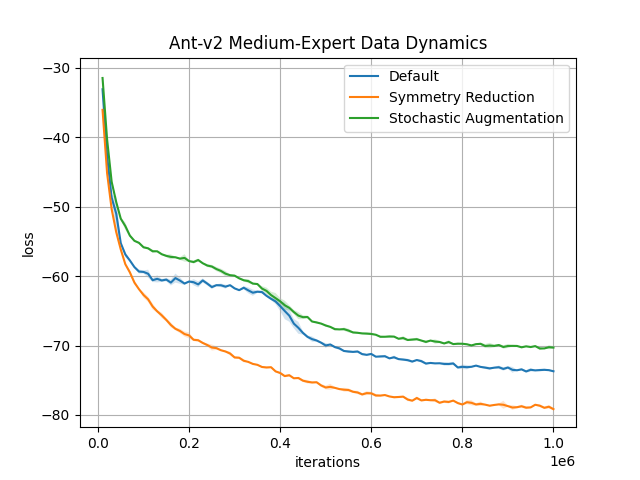 Ant-v2 Medium-Expert Data Dynamics
Default
Symmetry Reduction
Stochastic Augmentation
loss
−30
−40
−50
−60
−70
−80
0.0
0.2
0.4
0.6
0.8
1.0
1e6
iterations